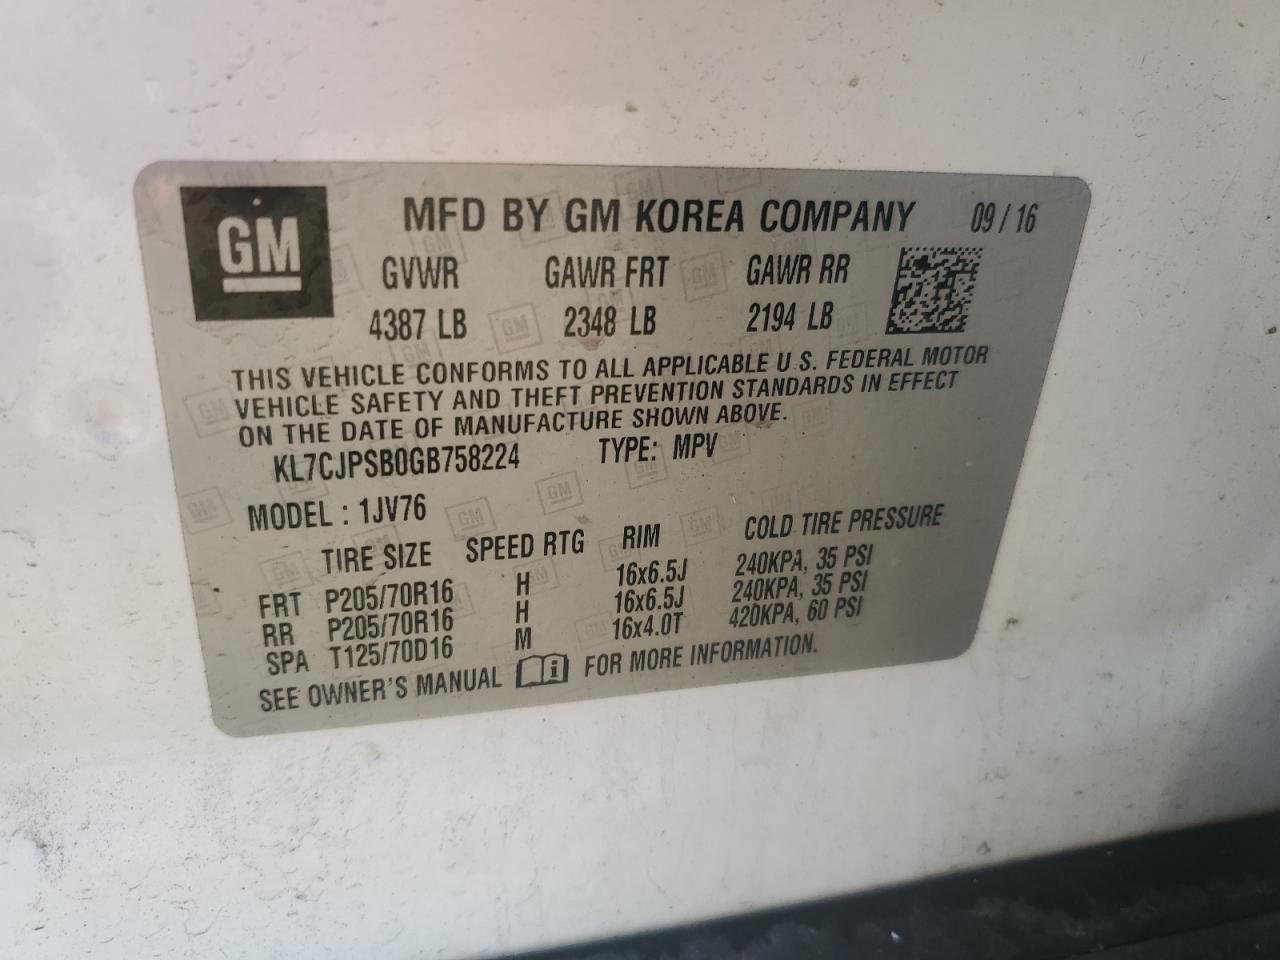 GM
MFD BY GM KOREA COMPANY 09/16
GVWR GAWR FRT GAWR RR
4387 LB 2348 LB 2194 LB
THIS VEHICLE CONFORMS TO ALL APPLICABLE U.S. FEDERAL MOTOR
VEHICLE SAFETY AND THEFT PREVENTION STANDARDS IN EFFECT
ON THE DATE OF MANUFACTURE SHOWN ABOVE.
KL7CJPSB0GB758224 TYPE: MPV
MODEL : 1JV76
TIRE SIZE SPEED RTG RIM COLD TIRE PRESSURE
FRT P205/70R16 H 16x6.5J 240KPA, 35 PSI
RR P205/70R16 H 16x6.5J 240KPA, 35 PSI
SPA T125/70D16 M 16x4.0T 420KPA, 60 PSI
SEE OWNER'S MANUAL i FOR MORE INFORMATION.